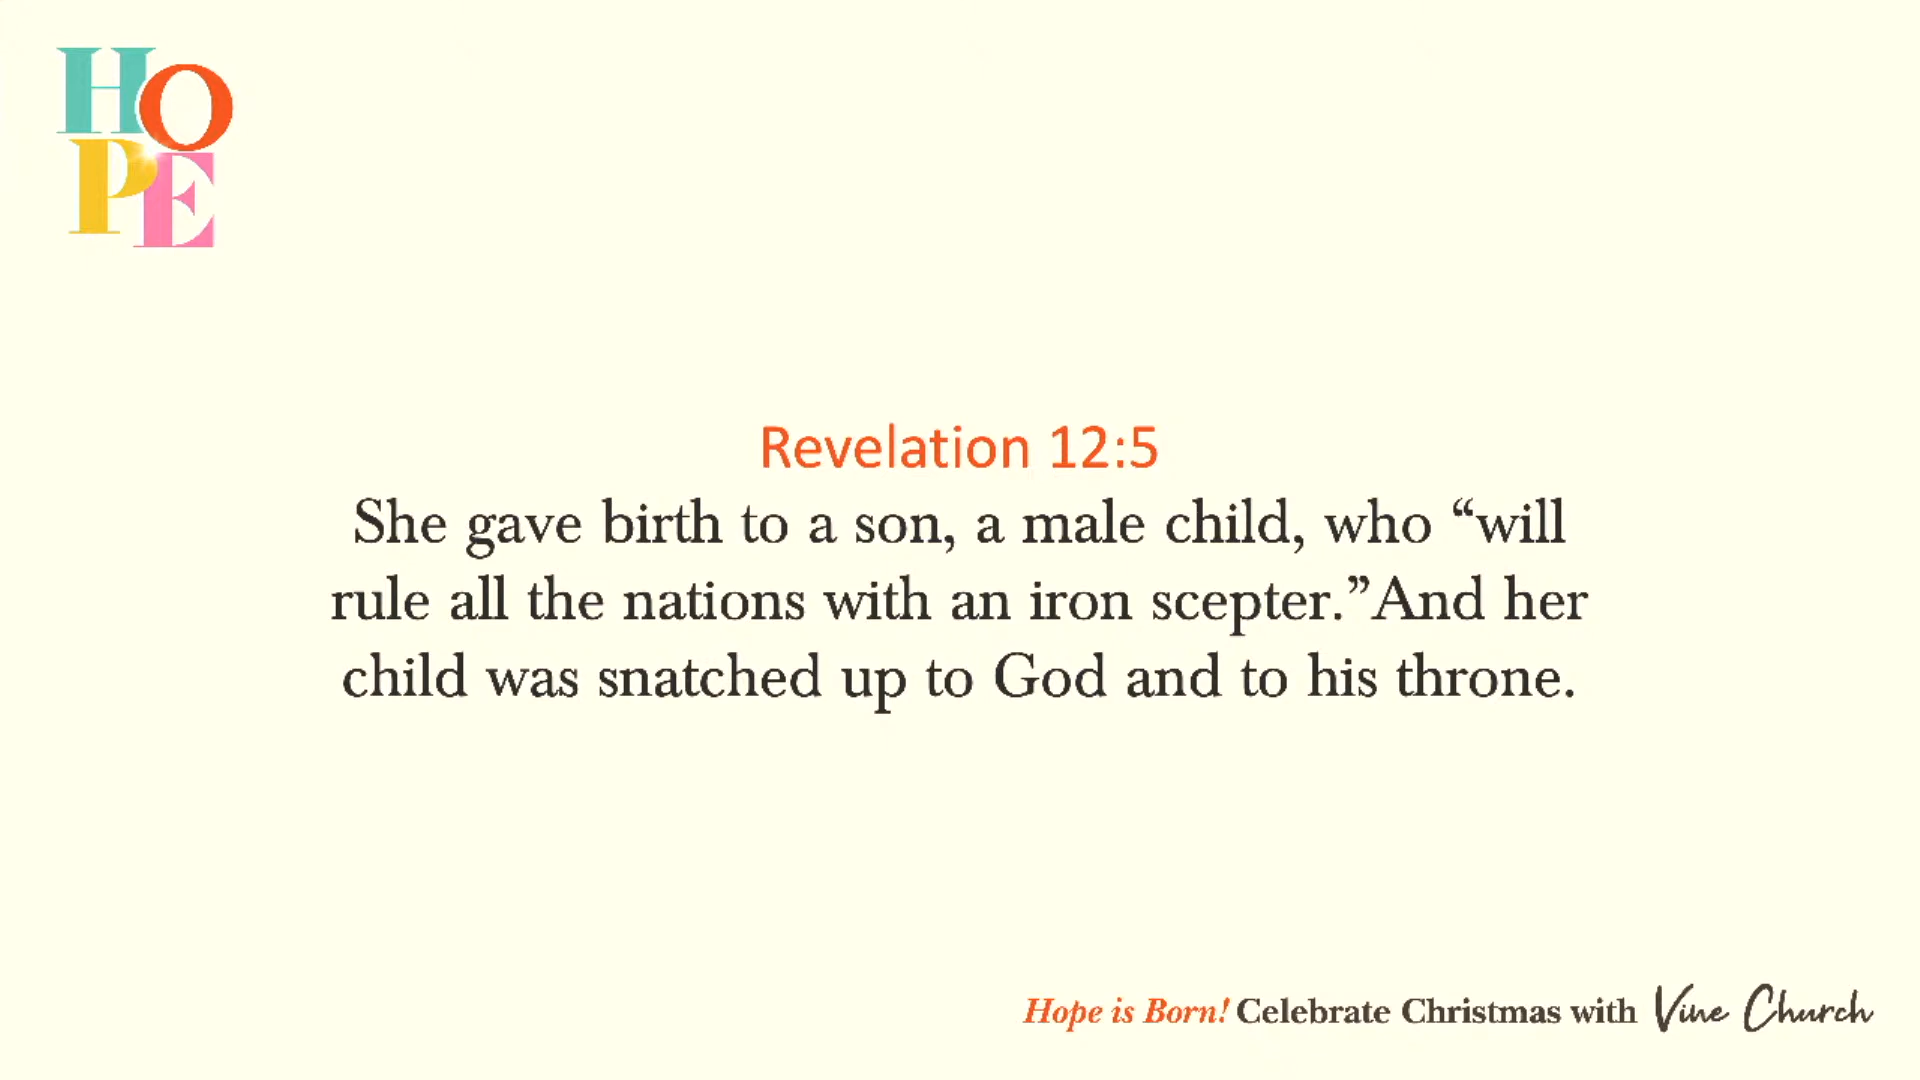 HOPE
Revelation 12:5
She gave birth to a son, a male child, who “will
rule all the nations with an iron scepter.”And her
child was snatched up to God and to his throne.
Hope is Born! Celebrate Christmas with Vine Church